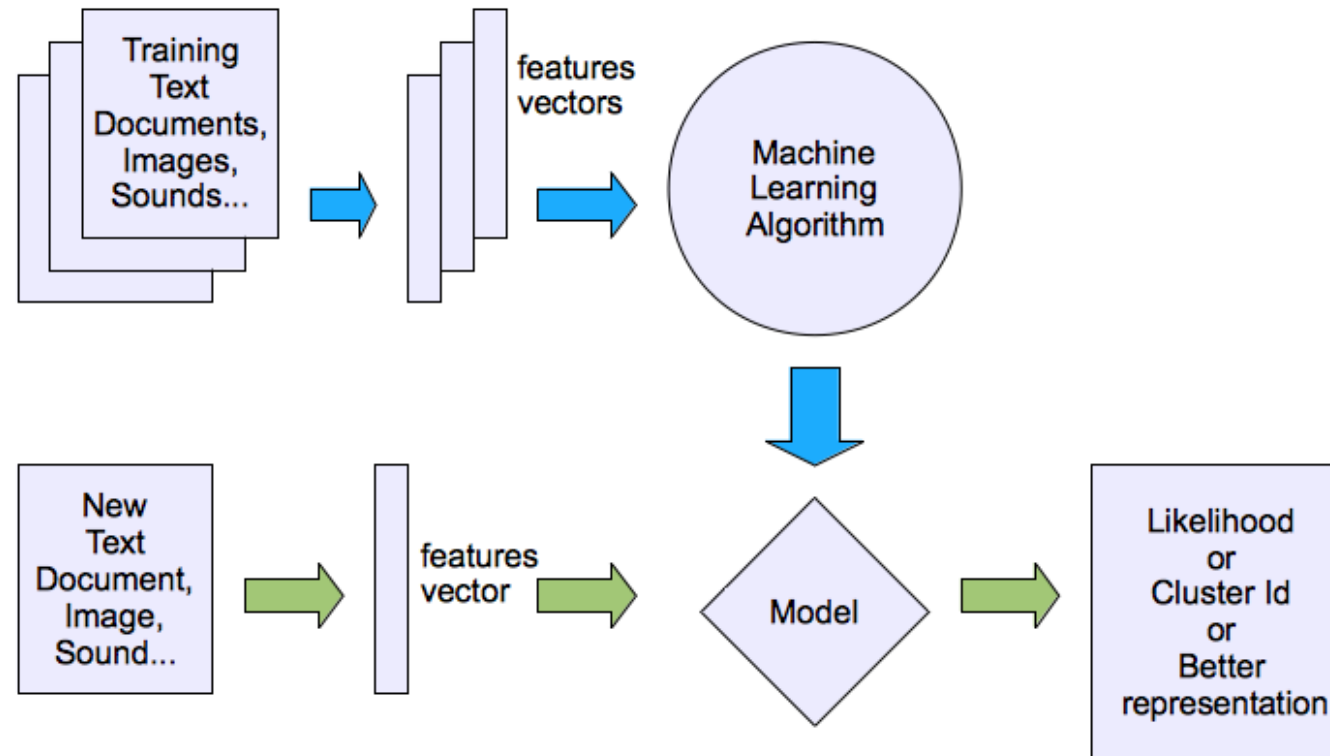 Training
Text
Documents,
Images,
Sounds...
features
vectors
Machine
Learning
Algorithm
New
Text
Document,
Image,
Sound...
features
vector
Model
Likelihood
or
Cluster Id
or
Better
representation